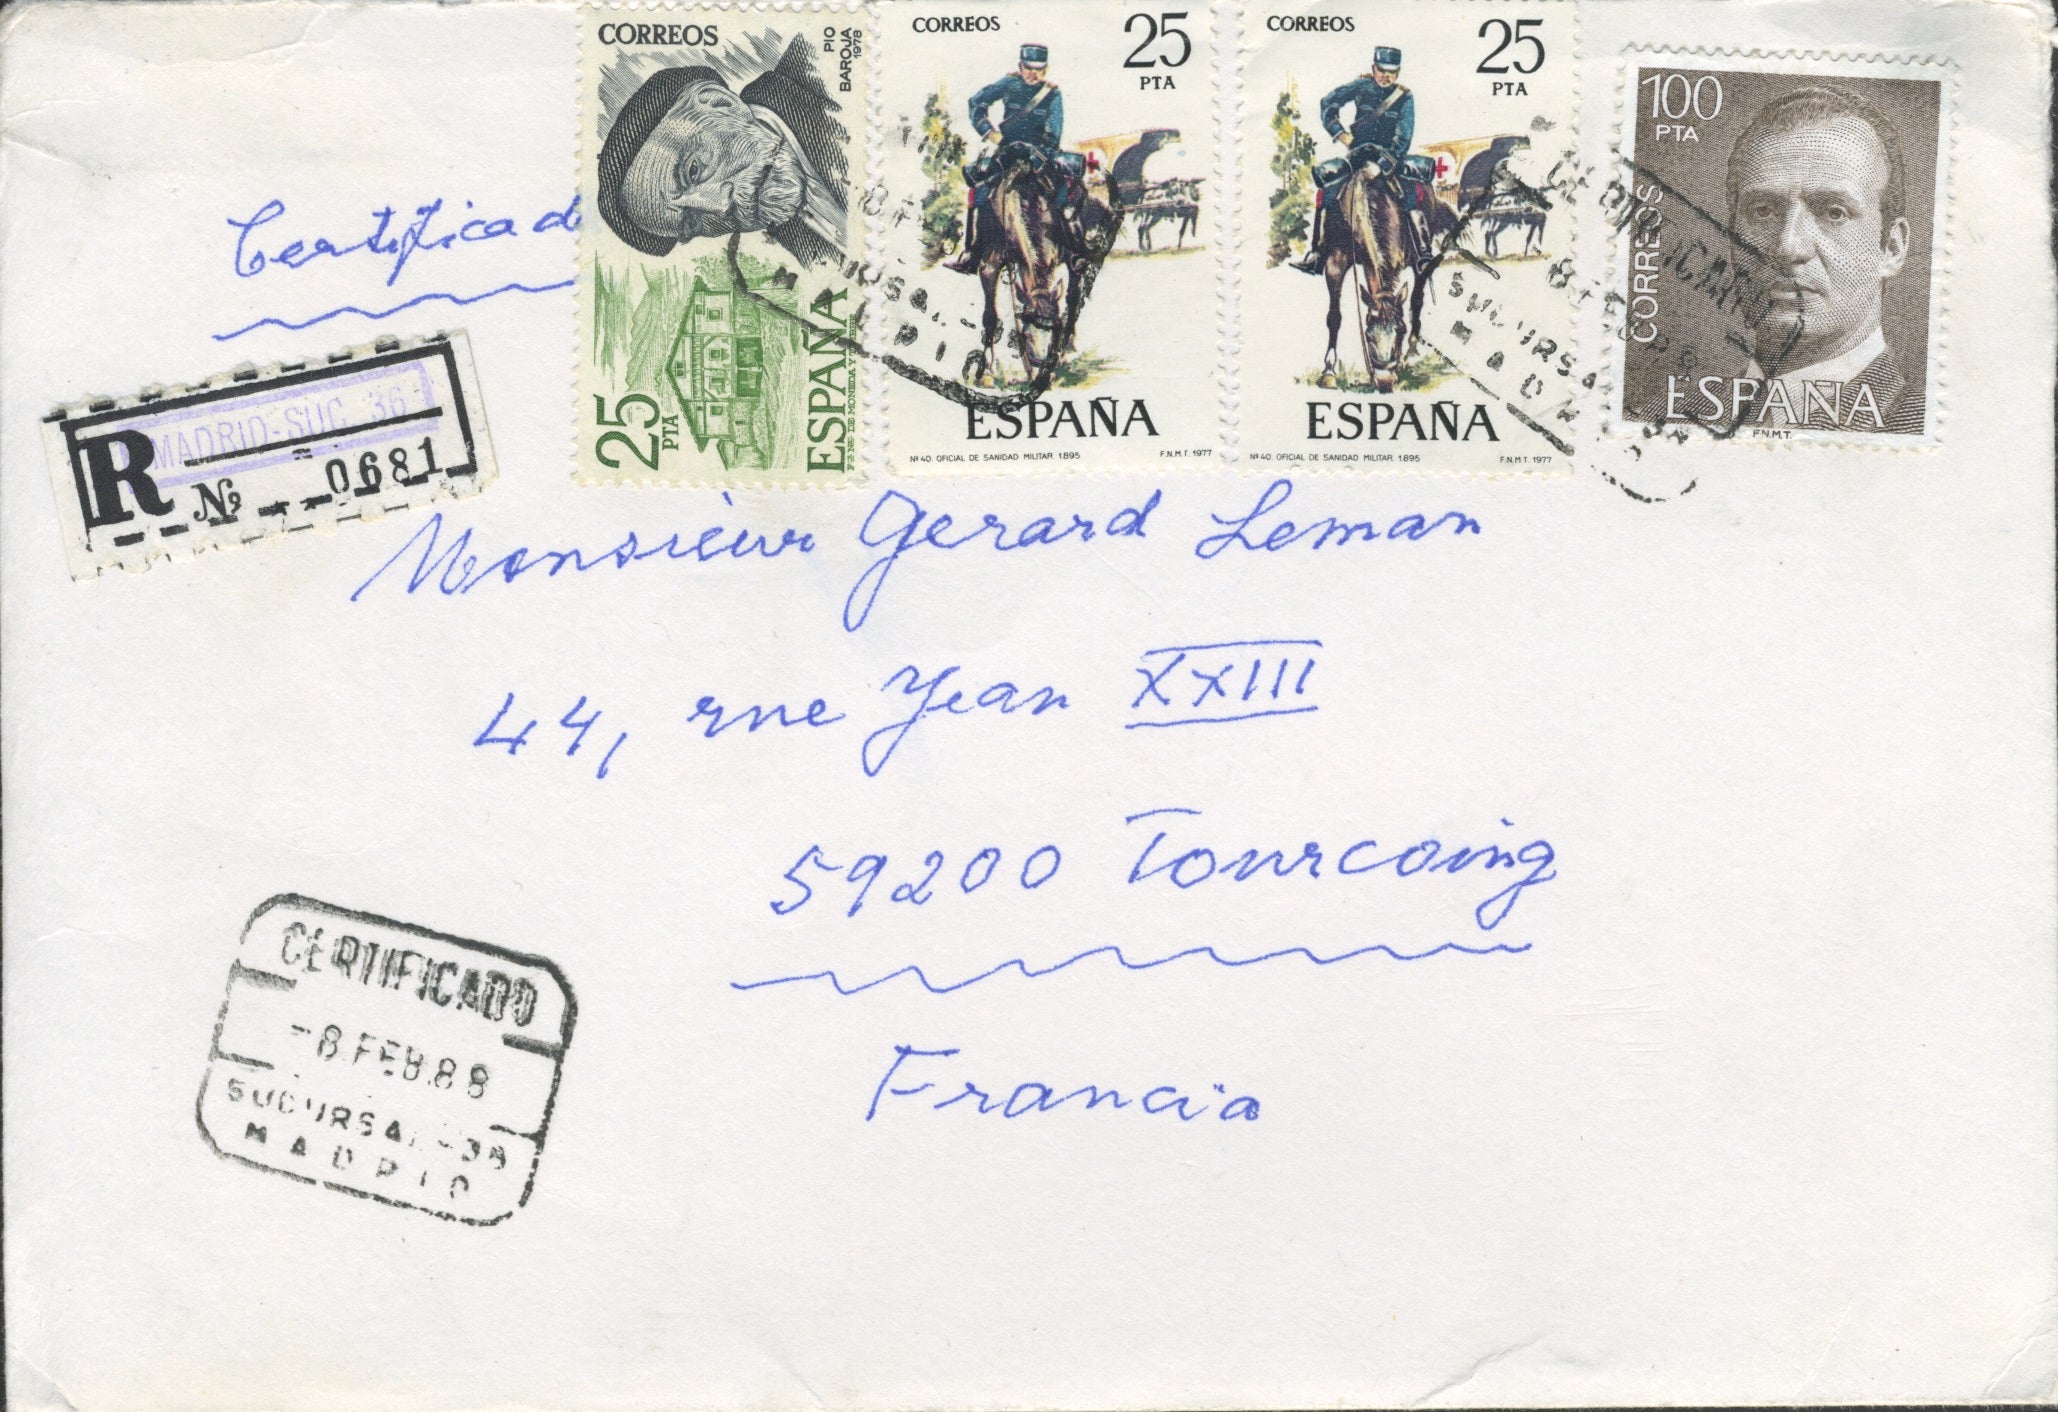 CORREOS
PIO BAROJA 1978
25 PTA
ESPAÑA
CORREOS
25
PTA
ESPAÑA
Nº 40. OFICIAL DE SANIDAD MILITAR. 1895 F.N.M.T. 1977
CORREOS
25
PTA
ESPAÑA
Nº 40. OFICIAL DE SANIDAD MILITAR. 1895 F.N.M.T. 1977
100
PTA
CORREOS
ESPAÑA
F.N.M.T.
Certificad
R MADRID-SUC. 36
Nº 0681
Monsieur Gerard Leman
44, rue Jean XXIII
59200 Tourcoing
Francia
CERTIFICADO
-8.FEB.88
SUCURSAL-36
MADRID